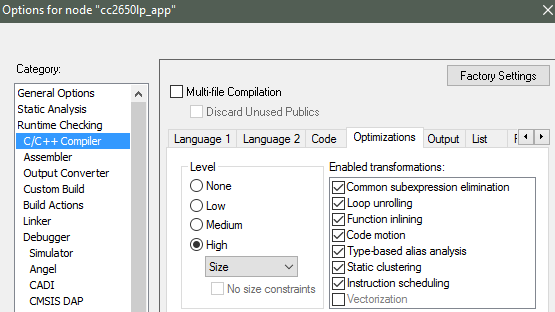 Options for node "cc2650lp_app"
Category:
Factory Settings
General Options
Static Analysis
Runtime Checking
C/C++ Compiler
Assembler
Output Converter
Custom Build
Build Actions
Linker
Debugger
Simulator
Angel
CADI
CMSIS DAP
Multi-file Compilation
Discard Unused Publics
Language 1 Language 2 Code Optimizations Output List
Level
None
Low
Medium
High
Size
No size constraints
Enabled transformations:
Common subexpression elimination
Loop unrolling
Function inlining
Code motion
Type-based alias analysis
Static clustering
Instruction scheduling
Vectorization